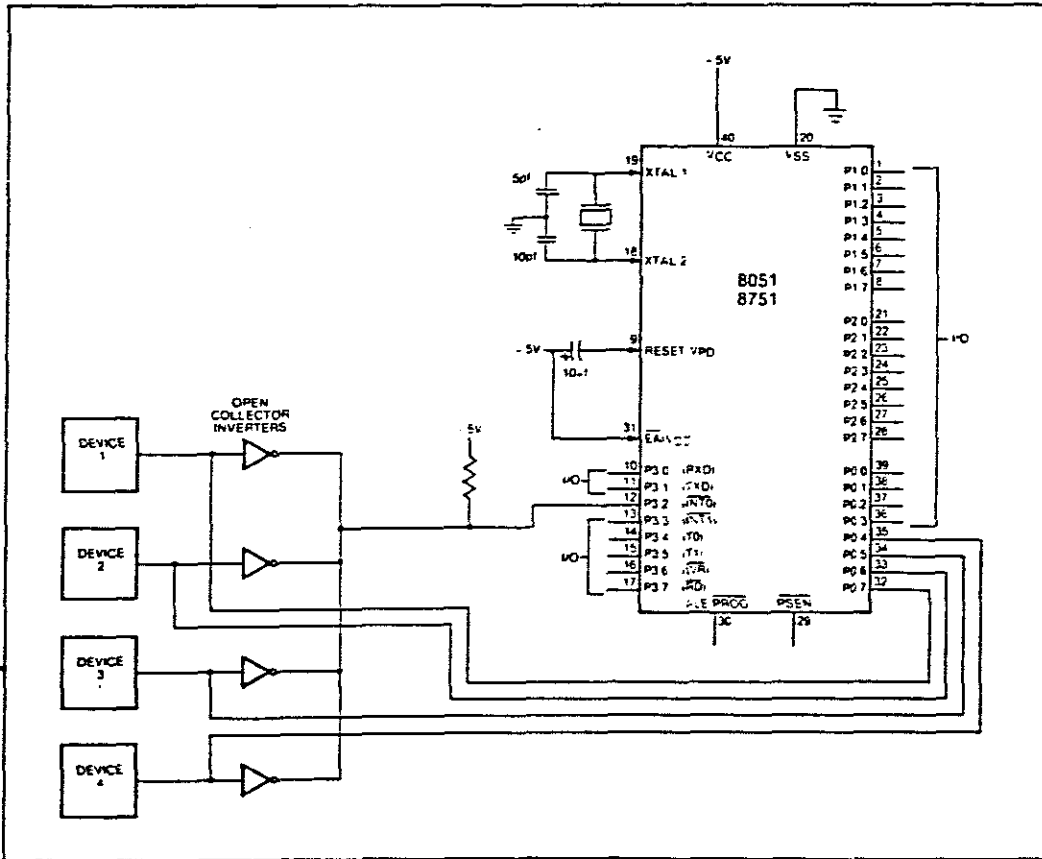 - 5V
40
20
VCC
VSS
19
XTAL 1
5pf
10pf
18
XTAL 2
8051
8751
- 5V
9
RESET VPD
31
OPEN
COLLECTOR
INVERTERS
5V
DEVICE
1
DEVICE
2
DEVICE
3
DEVICE
4
I/O
10 P3.0
11 P3.1
12 P3.2 (INT0)
13 P3.3 (INT1)
14 P3.4 (T0)
15 P3.5 (T1)
16 P3.6
17 P3.7
I/O
PROG
PSEN
30
29
P1.0 1
P1.1 2
P1.2 3
P1.3 4
P1.4 5
P1.5 6
P1.6 7
P1.7 8
P2.0 21
P2.1 22
P2.2 23
P2.3 24
P2.4 25
P2.5 26
P2.6 27
P2.7 28
I/O
P0.0 39
P0.1 38
P0.2 37
P0.3 36
P0.4 35
P0.5 34
P0.6 33
P0.7 32